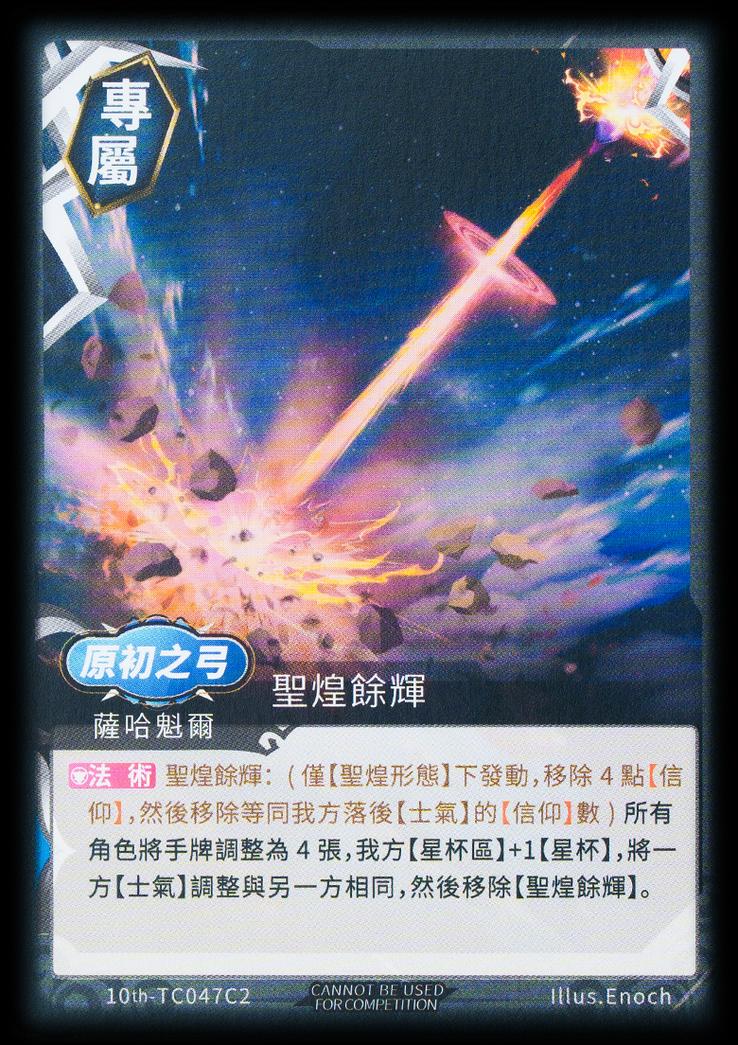 專屬
原初之弓
聖煌餘輝
薩哈魁爾
法 術 聖煌餘輝:(僅【聖煌形態】下發動,移除 4 點【信
仰】,然後移除等同我方落後【士氣】的【信仰】數)所有
角色將手牌調整為 4 張,我方【星杯區】+1【星杯】,將一
方【士氣】調整與另一方相同,然後移除【聖煌餘輝】。
10th-TC047C2
CANNOT BE USED
FOR COMPETITION
Illus.Enoch